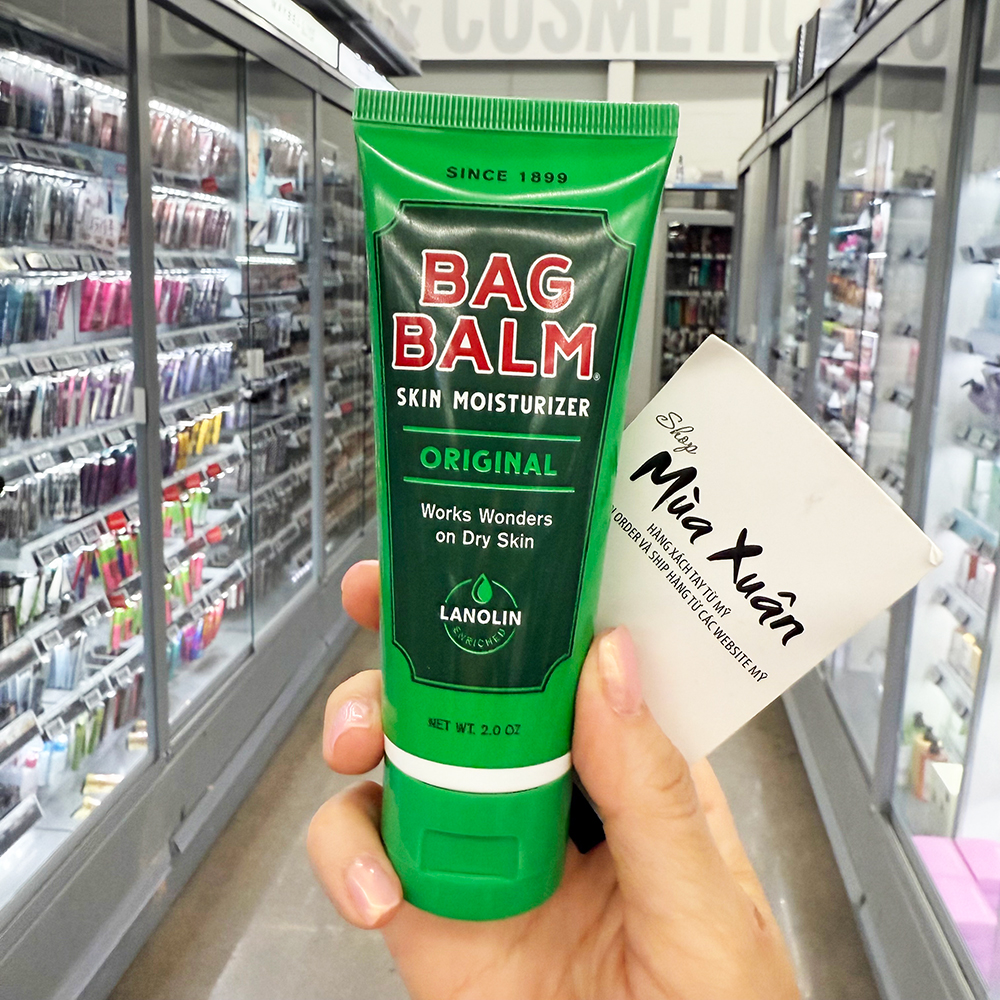 & COSMETIC
SINCE 1899
BAG
BALM®
SKIN MOISTURIZER
ORIGINAL
Works Wonders
on Dry Skin
LANOLIN
ENRICHED
NET WT. 2.0 OZ
Shop
Mùa Xuân
HÀNG XÁCH TAY TỪ MỸ
ORDER VÀ SHIP HÀNG TỪ CÁC WEBSITE MỸ